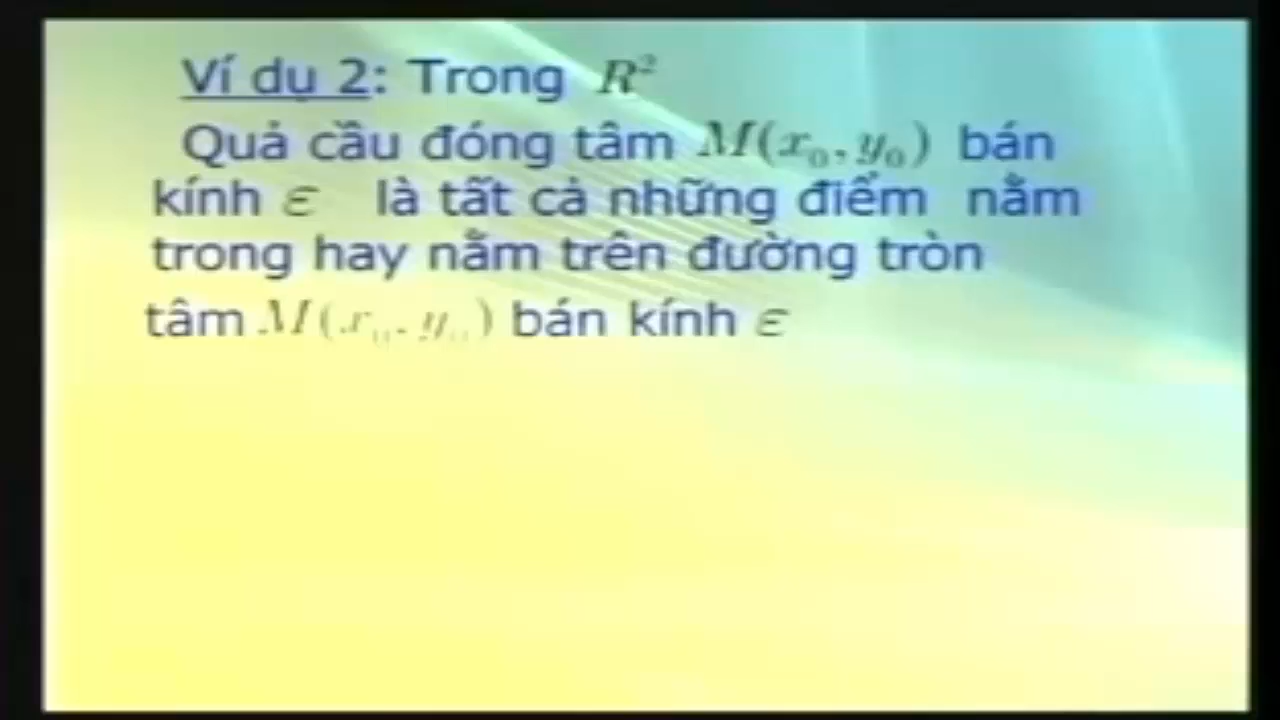 Ví dụ 2: Trong R²
Quả cầu đóng tâm M(x₀, y₀) bán
kính ε là tất cả những điểm nằm
trong hay nằm trên đường tròn
tâm M(x₀, y₀) bán kính ε